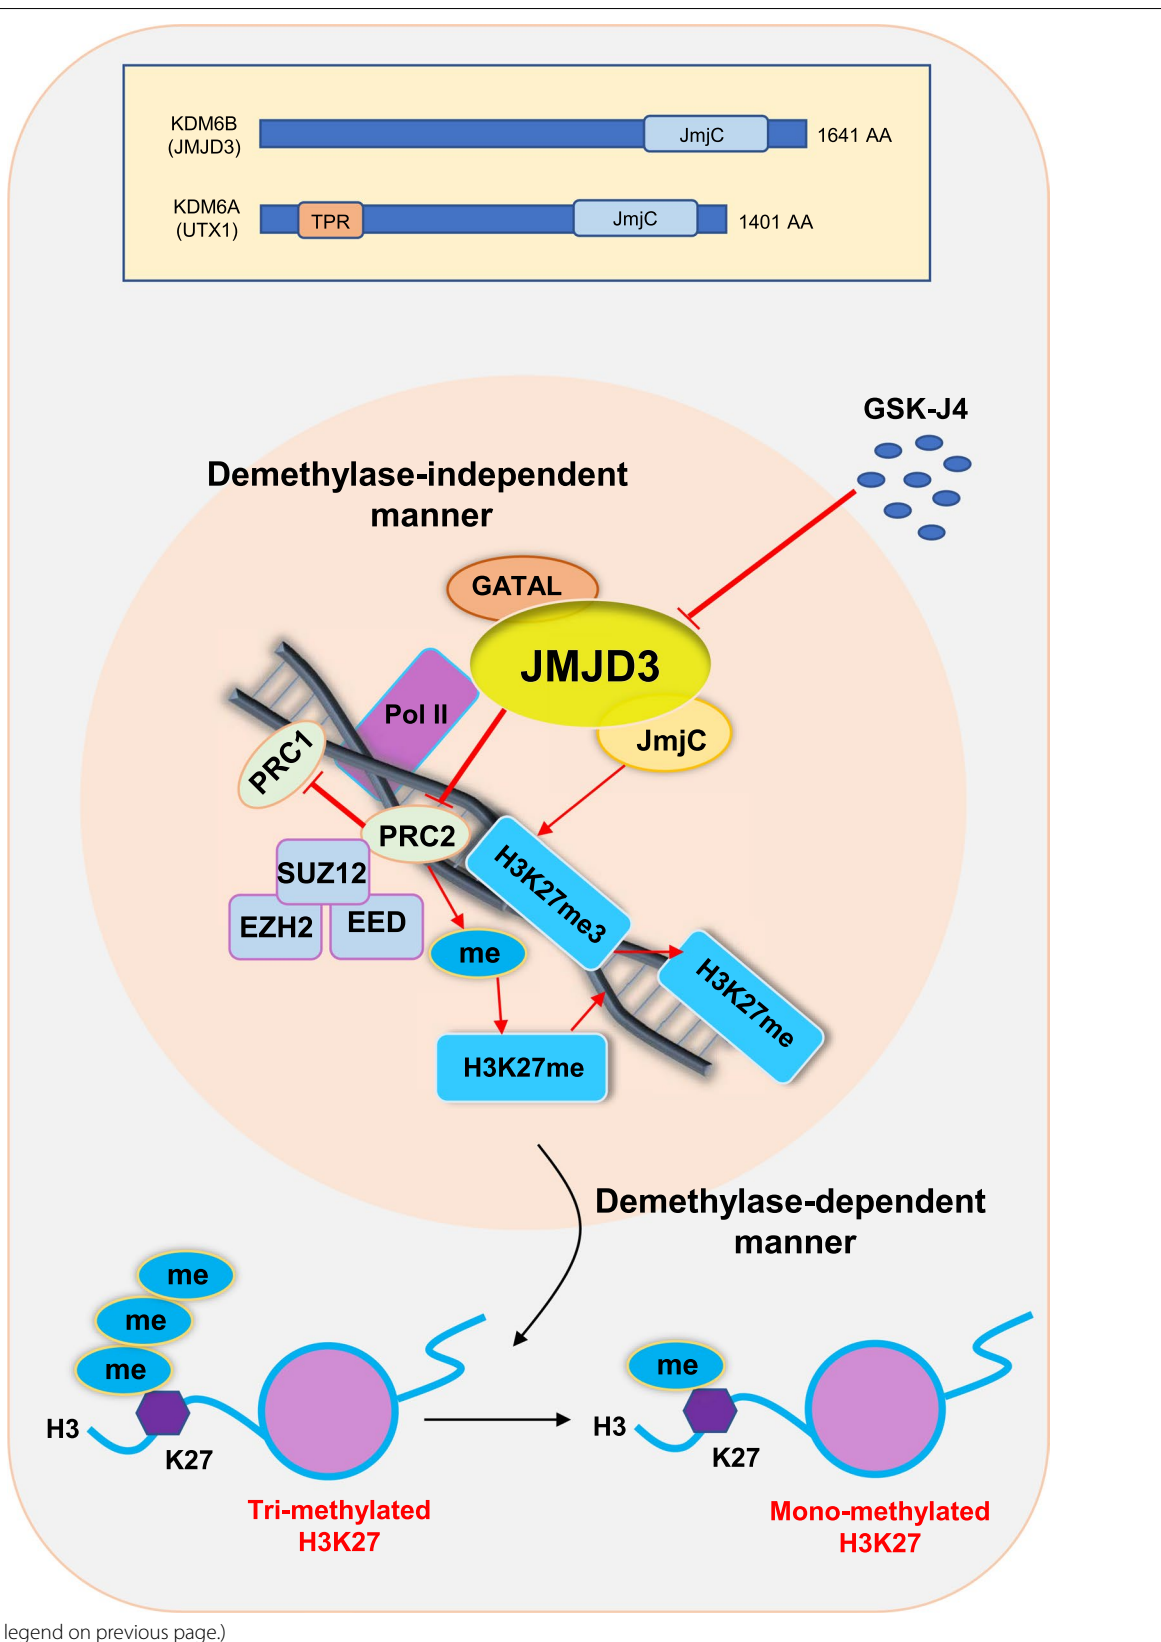 KDM6B
(JMJD3)
JmjC
1641 AA
KDM6A
(UTX1)
TPR
JmjC
1401 AA
GSK-J4
Demethylase-independent
manner
GATAL
JMJD3
Pol II
JmjC
PRC1
PRC2
SUZ12
EZH2
EED
H3K27me3
me
H3K27me
H3K27me
Demethylase-dependent
manner
me
me
me
H3
K27
Tri-methylated
H3K27
me
H3
K27
Mono-methylated
H3K27
legend on previous page.)